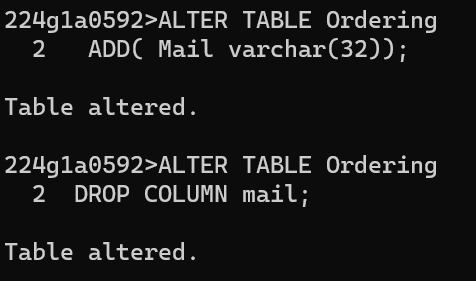 224g1a0592>ALTER TABLE Ordering
  2   ADD( Mail varchar(32));
Table altered.
224g1a0592>ALTER TABLE Ordering
  2  DROP COLUMN mail;
Table altered.